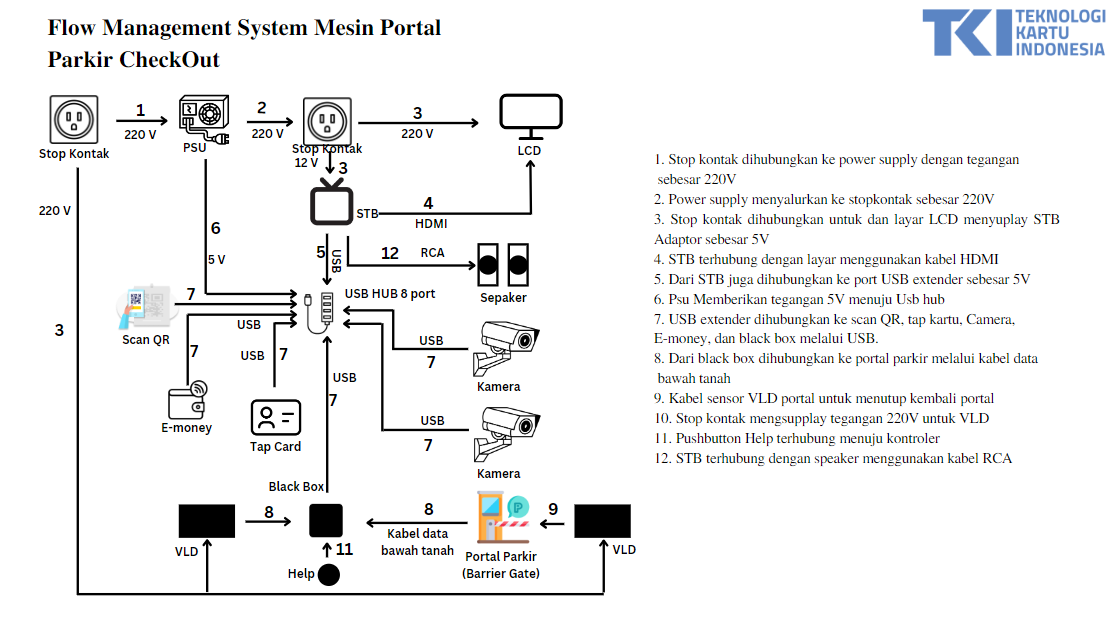 Flow Management System Mesin Portal
Parkir CheckOut
TKI TEKNOLOGI
KARTU
INDONESIA
1
220 V
2
220 V
3
220 V
Stop Kontak
PSU
Stop Kontak
LCD
12 V
3
220 V
STB
4
HDMI
6
5 V
5
USB
12
RCA
Sepaker
7
USB HUB 8 port
Scan QR
USB
3
7
USB
7
USB
7
Kamera
USB
7
E-money
Tap Card
USB
7
Kamera
Black Box
8
8
9
VLD
Kabel data
bawah tanah
Portal Parkir
(Barrier Gate)
VLD
11
Help
P
1. Stop kontak dihubungkan ke power supply dengan tegangan
sebesar 220V
2. Power supply menyalurkan ke stopkontak sebesar 220V
3. Stop kontak dihubungkan untuk dan layar LCD menyuplay STB
Adaptor sebesar 5V
4. STB terhubung dengan layar menggunakan kabel HDMI
5. Dari STB juga dihubungkan ke port USB extender sebesar 5V
6. Psu Memberikan tegangan 5V menuju Usb hub
7. USB extender dihubungkan ke scan QR, tap kartu, Camera,
E-money, dan black box melalui USB.
8. Dari black box dihubungkan ke portal parkir melalui kabel data
bawah tanah
9. Kabel sensor VLD portal untuk menutup kembali portal
10. Stop kontak mengsupplay tegangan 220V untuk VLD
11. Pushbutton Help terhubung menuju kontroler
12. STB terhubung dengan speaker menggunakan kabel RCA